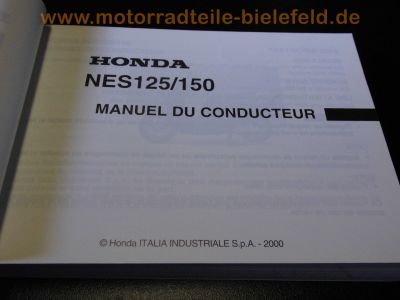 www.motorradteile-bielefeld.de
HONDA
NES125/150
MANUEL DU CONDUCTEUR
© Honda ITALIA INDUSTRIALE S.p.A. - 2000